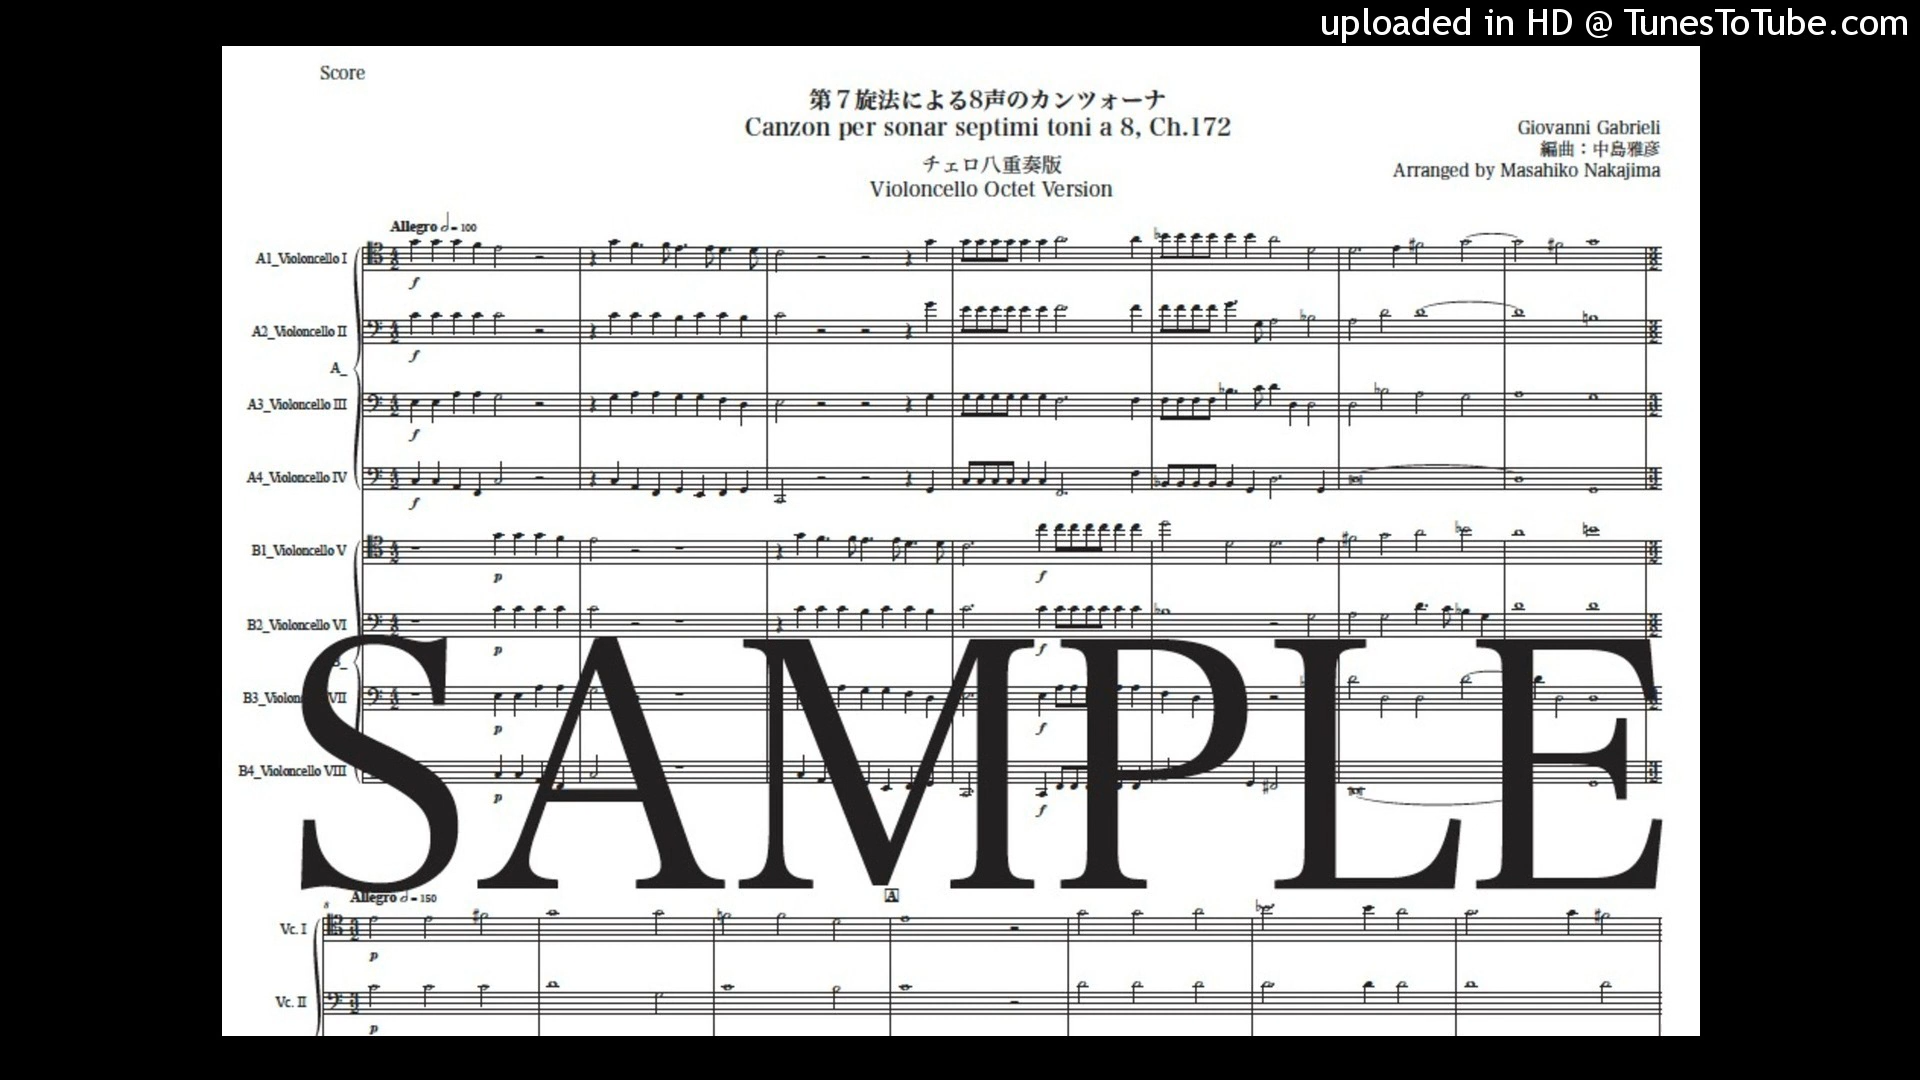 uploaded in HD @ TunesToTube.com
Score
第７旋法による8声のカンツォーナ
Canzon per sonar septimi toni a 8, Ch.172
Giovanni Gabrieli
編曲：中島雅彦
Arranged by Masahiko Nakajima
チェロ八重奏版
Violoncello Octet Version
Allegro = 100
A1_Violoncello I
f
A2_Violoncello II
f
A_
A3_Violoncello III
f
A4_Violoncello IV
f
B1_Violoncello V
p f
B2_Violoncello VI
p f
B3_Violon VII
p f
B4_Violoncello VIII
p f
SAMPLE
Allegro = 150
A
8
Vc. I
p
Vc. II
p